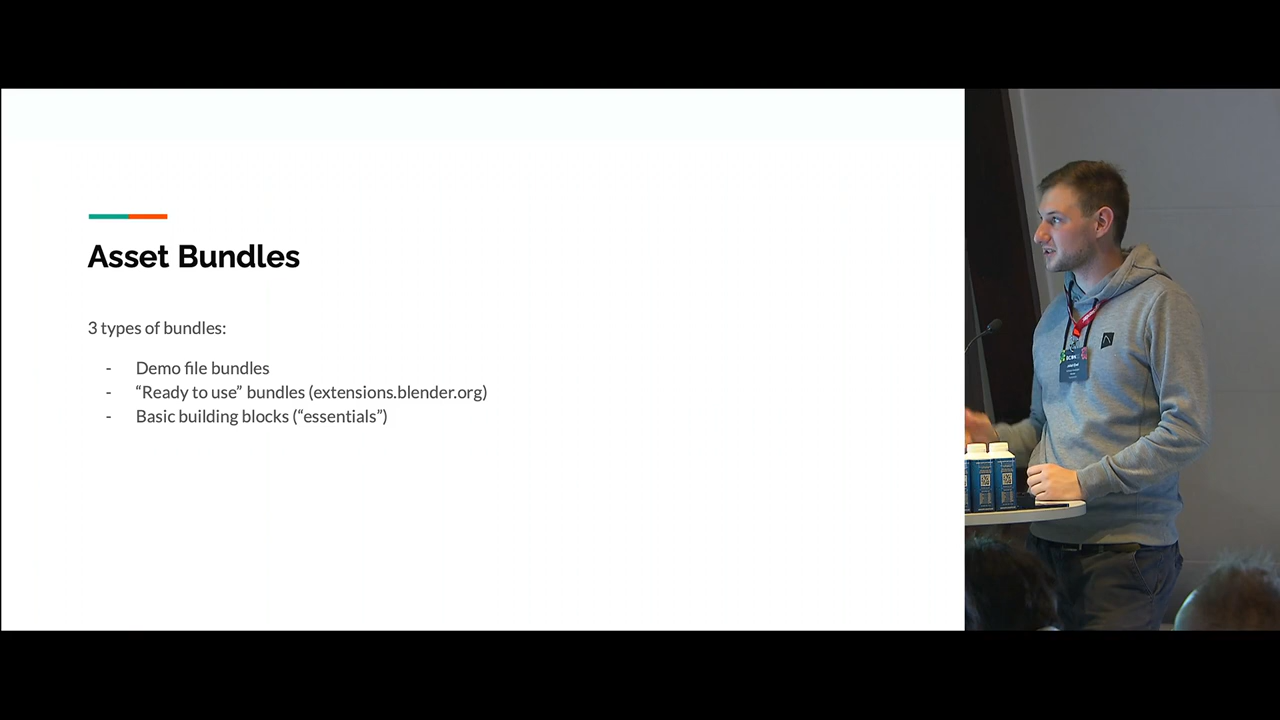 Asset Bundles
3 types of bundles:
- Demo file bundles
- “Ready to use” bundles (extensions.blender.org)
- Basic building blocks (“essentials”)